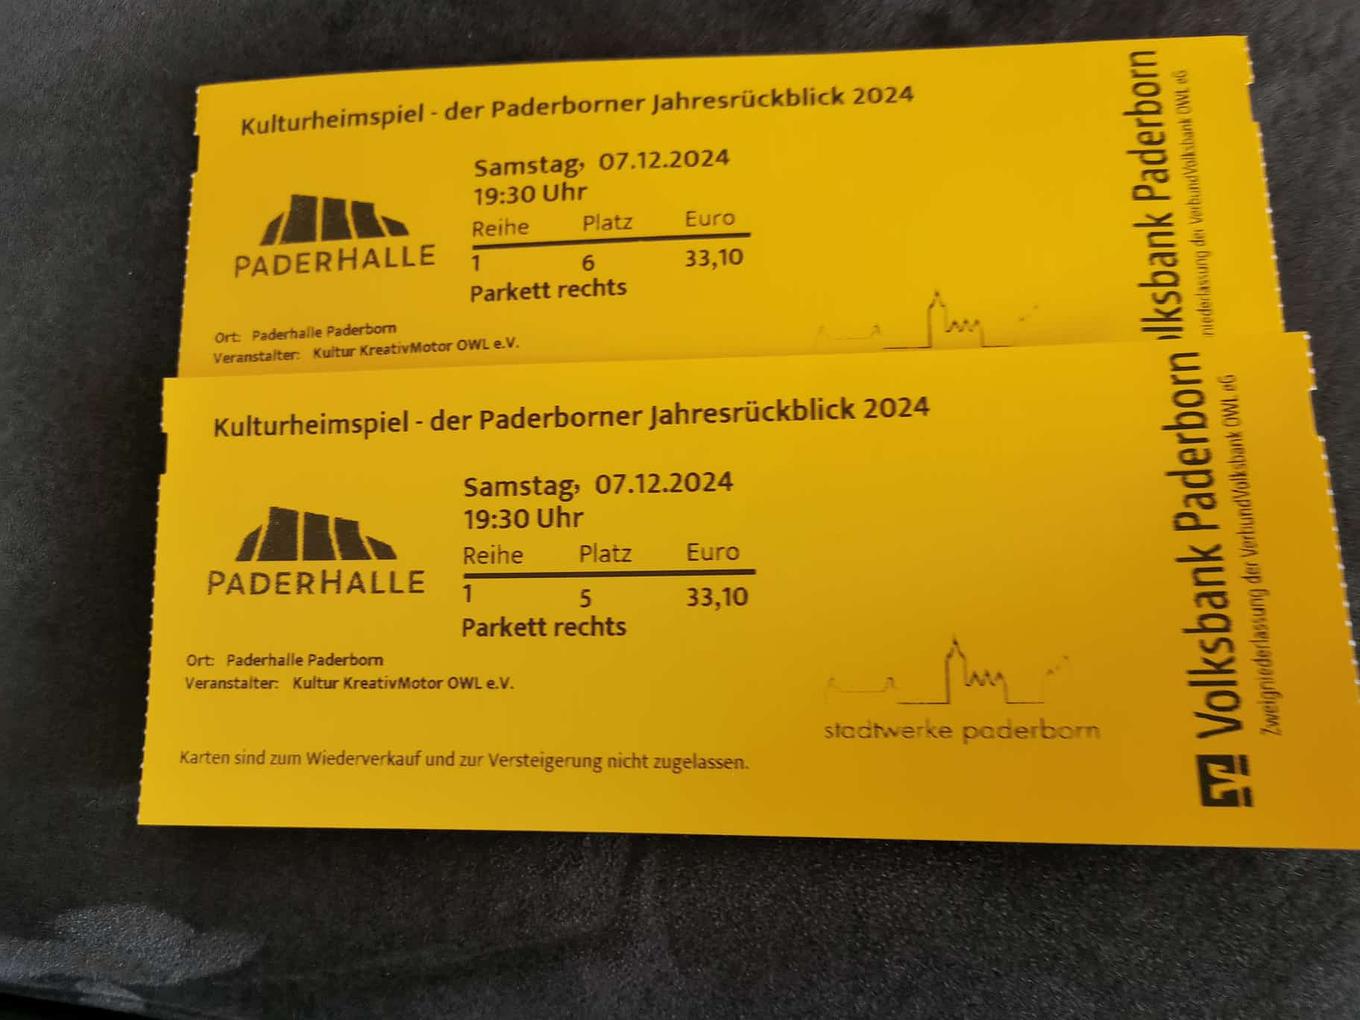 Kulturheimspiel - der Paderborner Jahresrückblick 2024
Samstag, 07.12.2024
19:30 Uhr
Reihe Platz Euro
1 6 33,10
Parkett rechts
PADERHALLE
Ort: Paderhalle Paderborn
Veranstalter: Kultur KreativMotor OWL e.V.
lksbank Paderborn
niederlassung der VerbundVolksbank OWL eG
Kulturheimspiel - der Paderborner Jahresrückblick 2024
Samstag, 07.12.2024
19:30 Uhr
Reihe Platz Euro
1 5 33,10
Parkett rechts
PADERHALLE
Ort: Paderhalle Paderborn
Veranstalter: Kultur KreativMotor OWL e.V.
stadtwerke paderborn
Karten sind zum Wiederverkauf und zur Versteigerung nicht zugelassen.
Volksbank Paderborn
Zweigniederlassung der VerbundVolksbank OWL eG